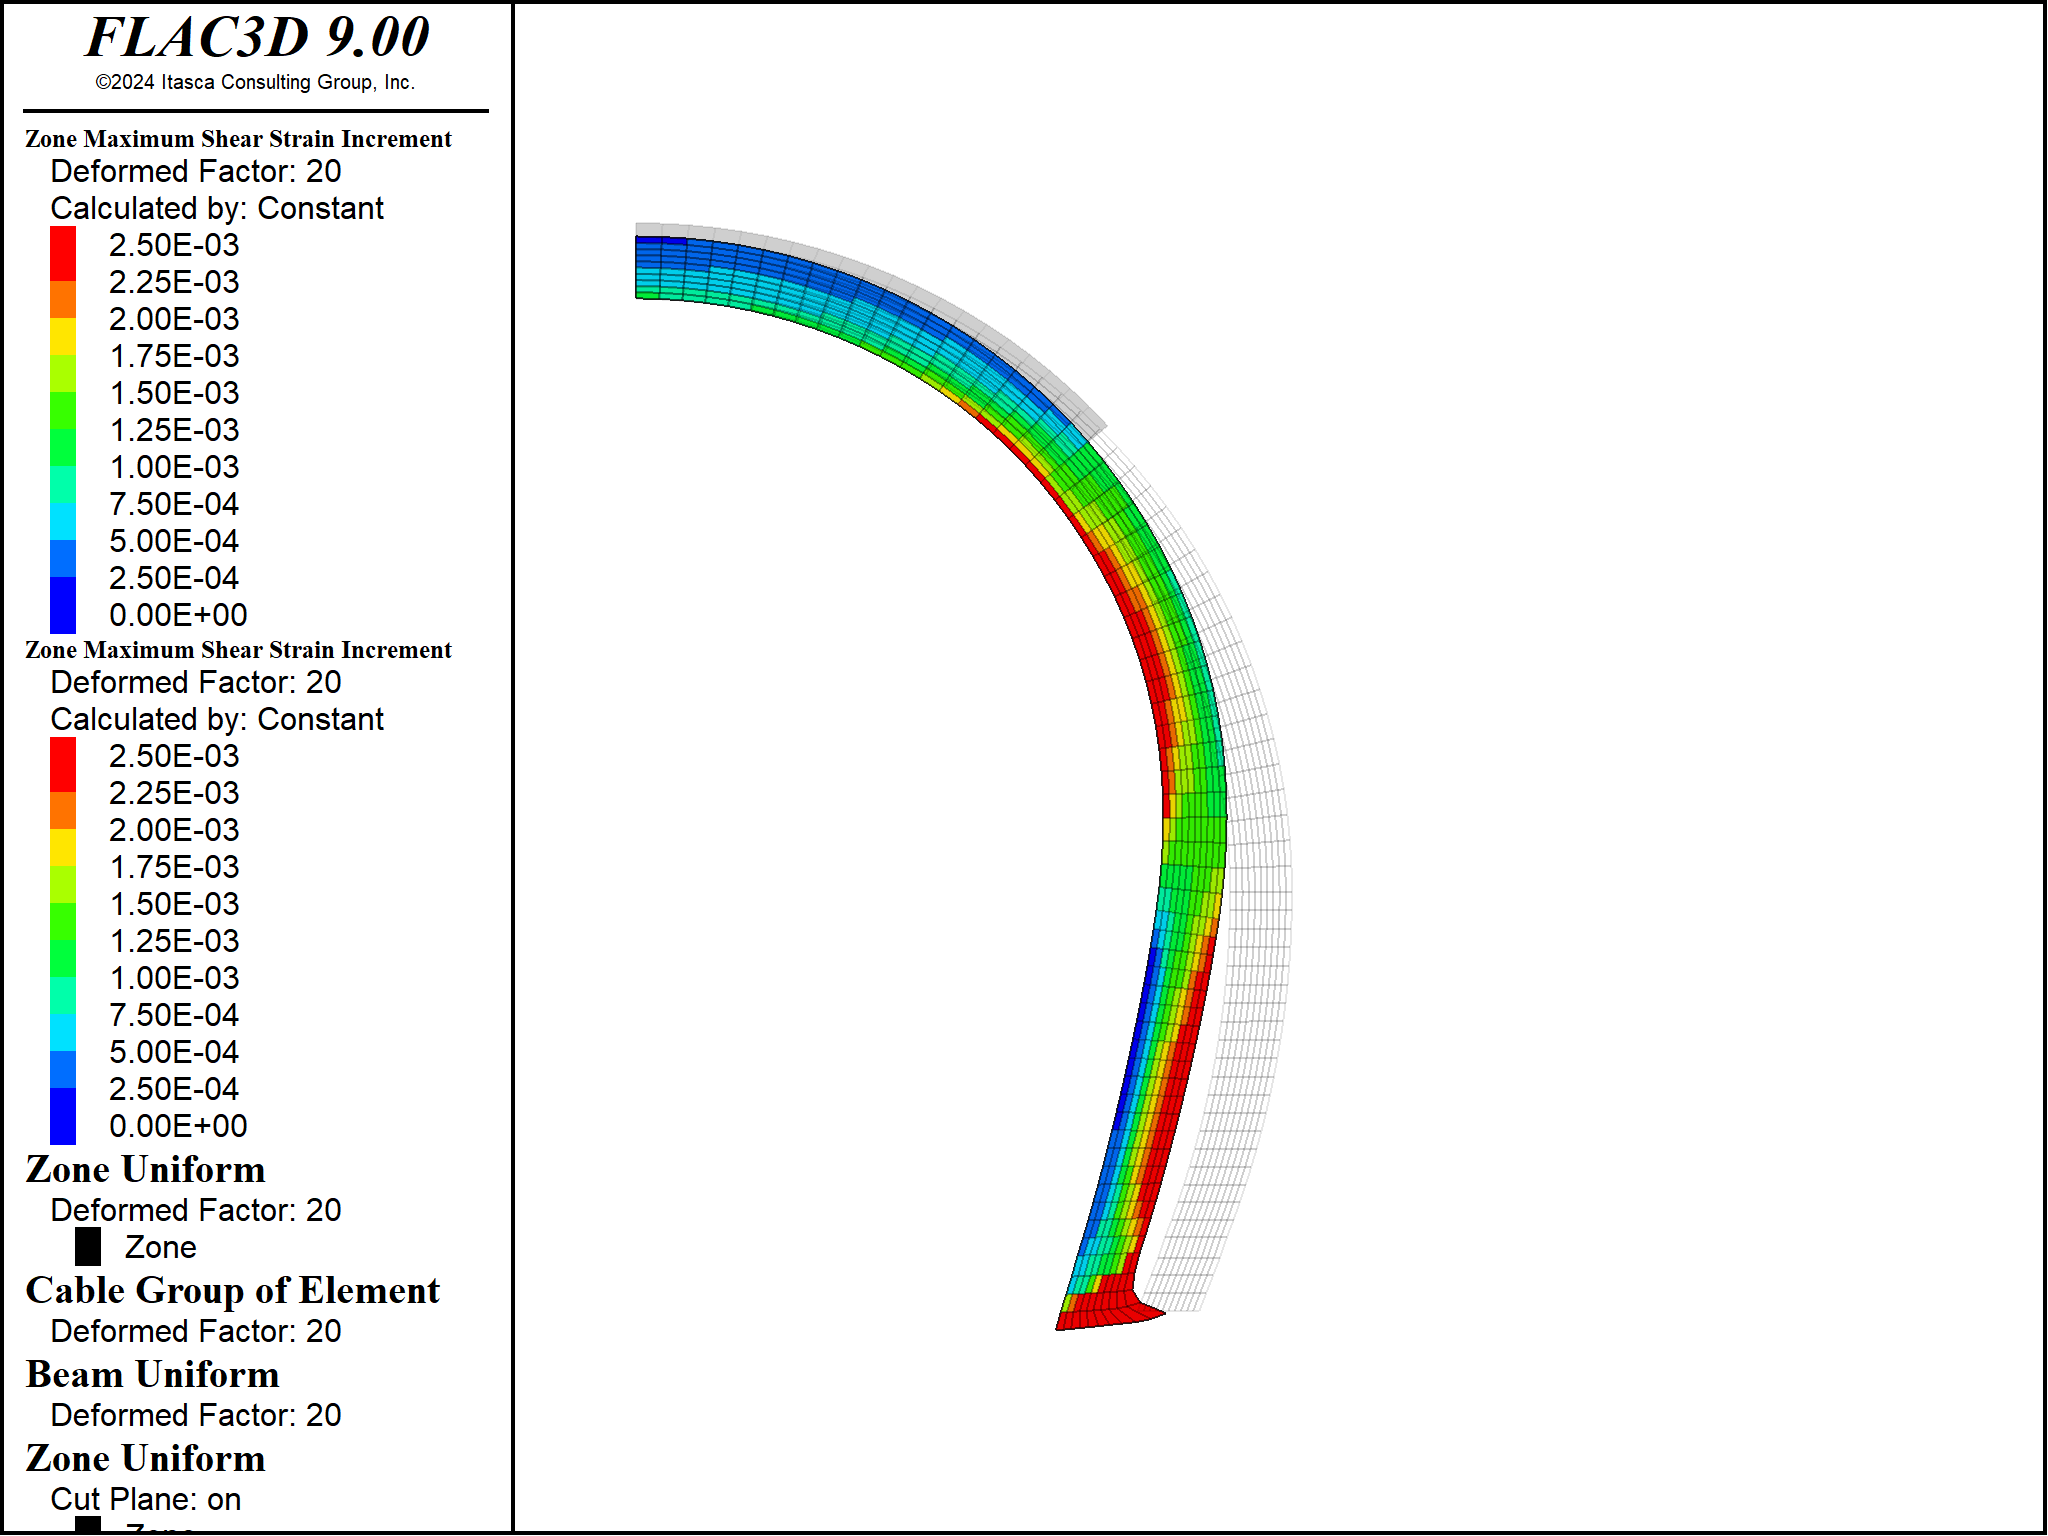 FLAC3D 9.00
©2024 Itasca Consulting Group, Inc.
Zone Maximum Shear Strain Increment
Deformed Factor: 20
Calculated by: Constant
2.50E-03
2.25E-03
2.00E-03
1.75E-03
1.50E-03
1.25E-03
1.00E-03
7.50E-04
5.00E-04
2.50E-04
0.00E+00
Zone Maximum Shear Strain Increment
Deformed Factor: 20
Calculated by: Constant
2.50E-03
2.25E-03
2.00E-03
1.75E-03
1.50E-03
1.25E-03
1.00E-03
7.50E-04
5.00E-04
2.50E-04
0.00E+00
Zone Uniform
Deformed Factor: 20
Zone
Cable Group of Element
Deformed Factor: 20
Beam Uniform
Deformed Factor: 20
Zone Uniform
Cut Plane: on